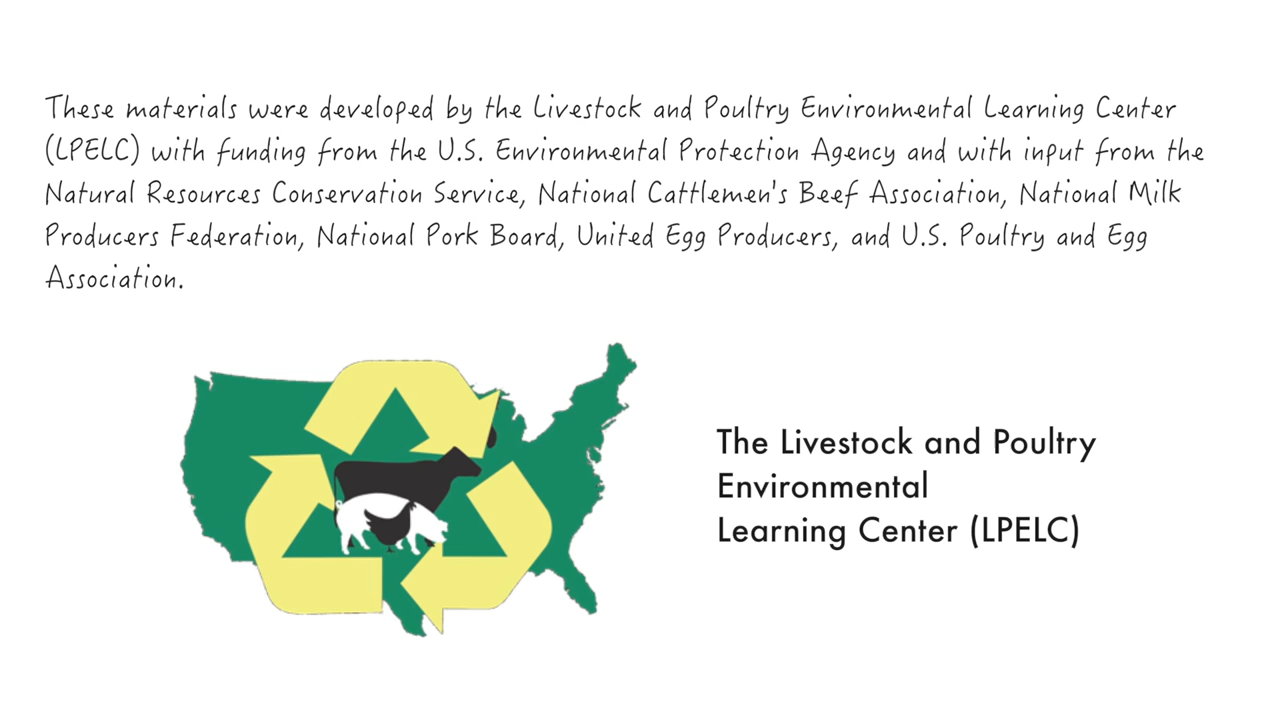 These materials were developed by the Livestock and Poultry Environmental Learning Center
(LPELC) with funding from the U.S. Environmental Protection Agency and with input from the
Natural Resources Conservation Service, National Cattlemen's Beef Association, National Milk
Producers Federation, National Pork Board, United Egg Producers, and U.S. Poultry and Egg
Association.
The Livestock and Poultry
Environmental
Learning Center (LPELC)